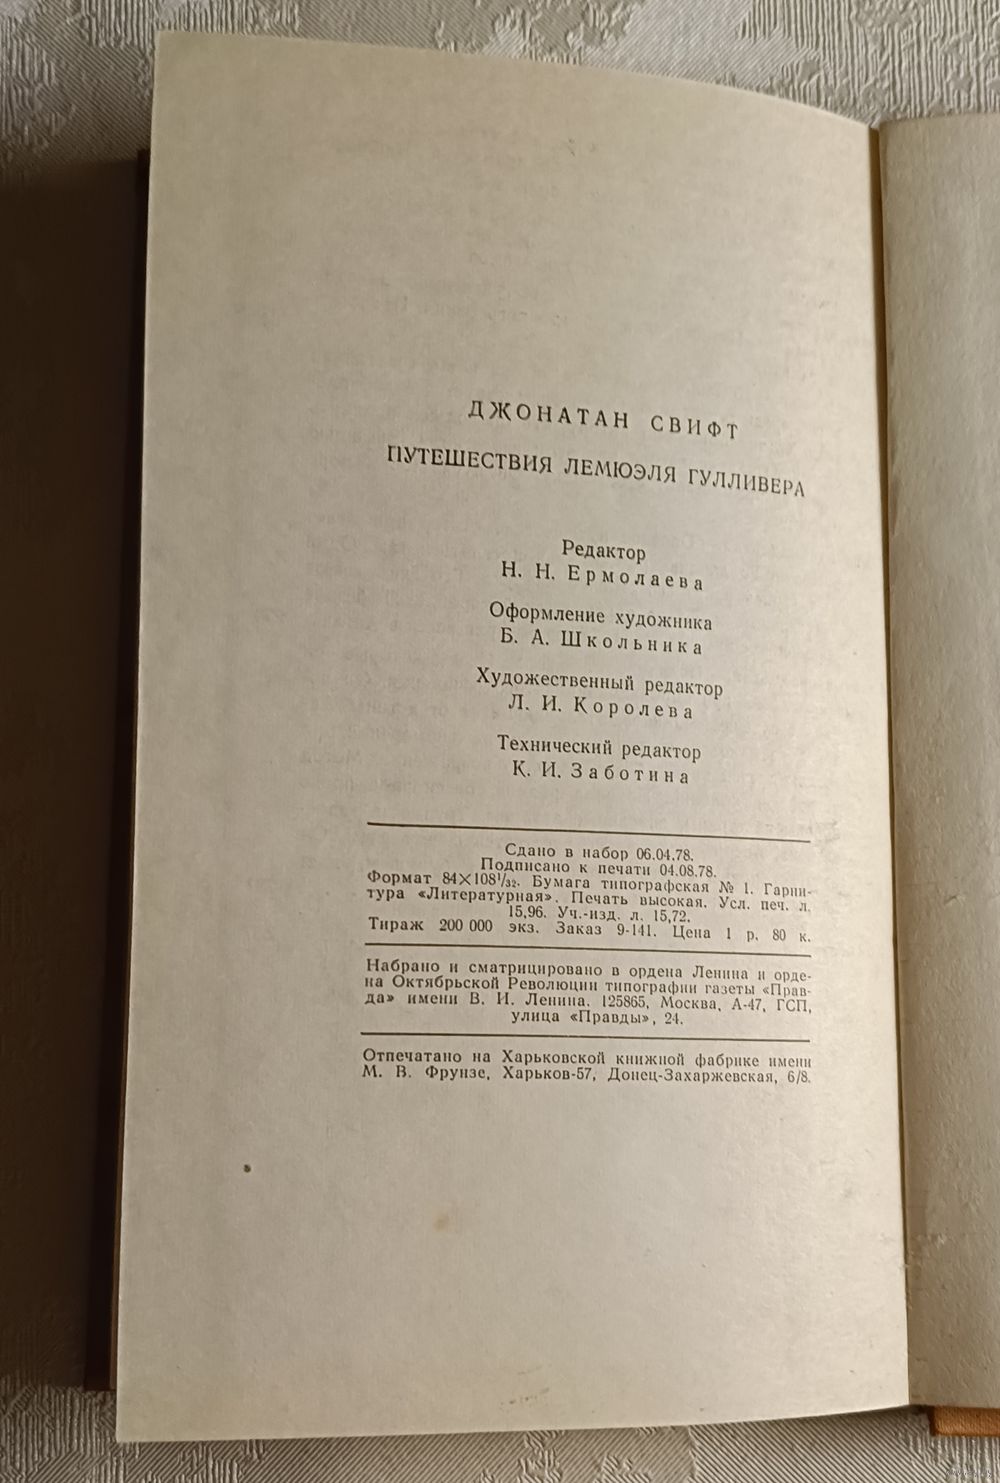 ДЖОНАТАН СВИФТ
ПУТЕШЕСТВИЯ ЛЕМЮЭЛЯ ГУЛЛИВЕРА
Редактор
Н. Н. Ермолаева
Оформление художника
Б. А. Школьника
Художественный редактор
Л. И. Королева
Технический редактор
К. И. Заботина
Сдано в набор 06.04.78.
Подписано к печати 04.08.78.
Формат 84×108¹/₃₂. Бумага типографская № 1. Гарни-
тура «Литературная». Печать высокая. Усл. печ. л.
15,96. Уч.-изд. л. 15,72.
Тираж 200 000 экз. Заказ 9-141. Цена 1 р. 80 к.
Набрано и сматрицировано в ордена Ленина и орде-
на Октябрьской Революции типографии газеты «Прав-
да» имени В. И. Ленина. 125865, Москва, А-47, ГСП,
улица «Правды», 24.
Отпечатано на Харьковской книжной фабрике имени
М. В. Фрунзе, Харьков-57, Донец-Захаржевская, 6/8.